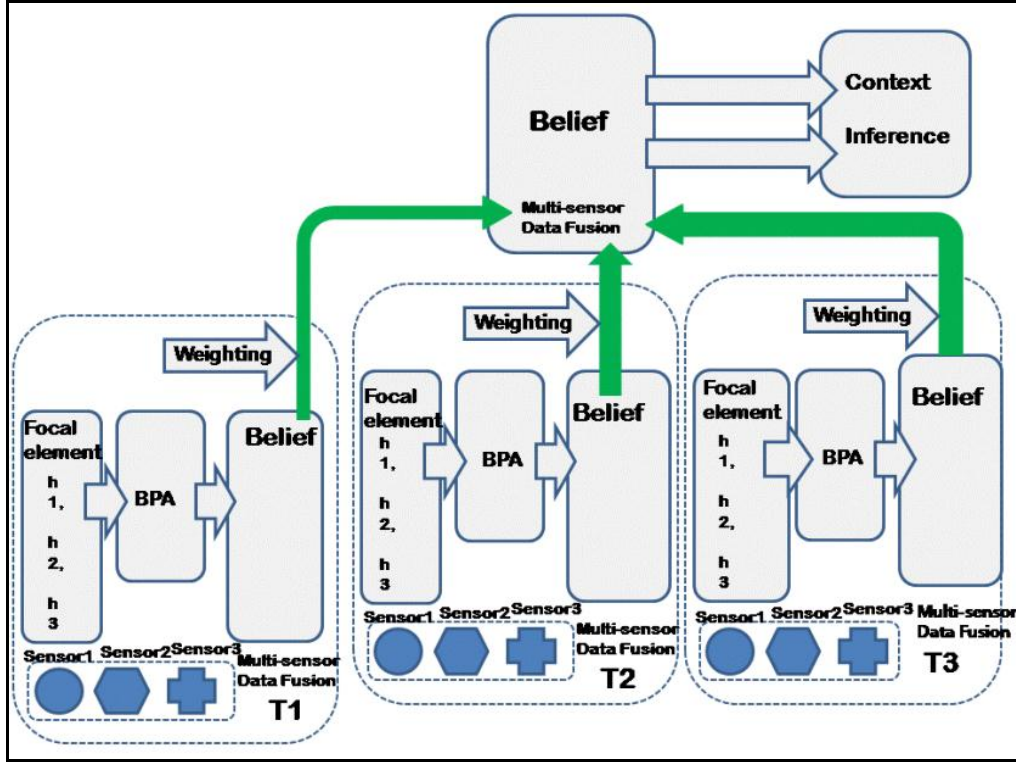 Belief
Multi-sensor
Data Fusion
Context
Inference
Weighting
Focal
element
h
1,
h
2,
h
3
BPA
Belief
Sensor1 Sensor2 Sensor3
Multi-sensor
Data Fusion
T1
Weighting
Focal
element
h
1,
h
2,
h
3
BPA
Belief
Sensor1 Sensor2 Sensor3
Multi-sensor
Data Fusion
T2
Weighting
Focal
element
h
1,
h
2,
h
3
BPA
Belief
Sensor1 Sensor2 Sensor3
Multi-sensor
Data Fusion
T3